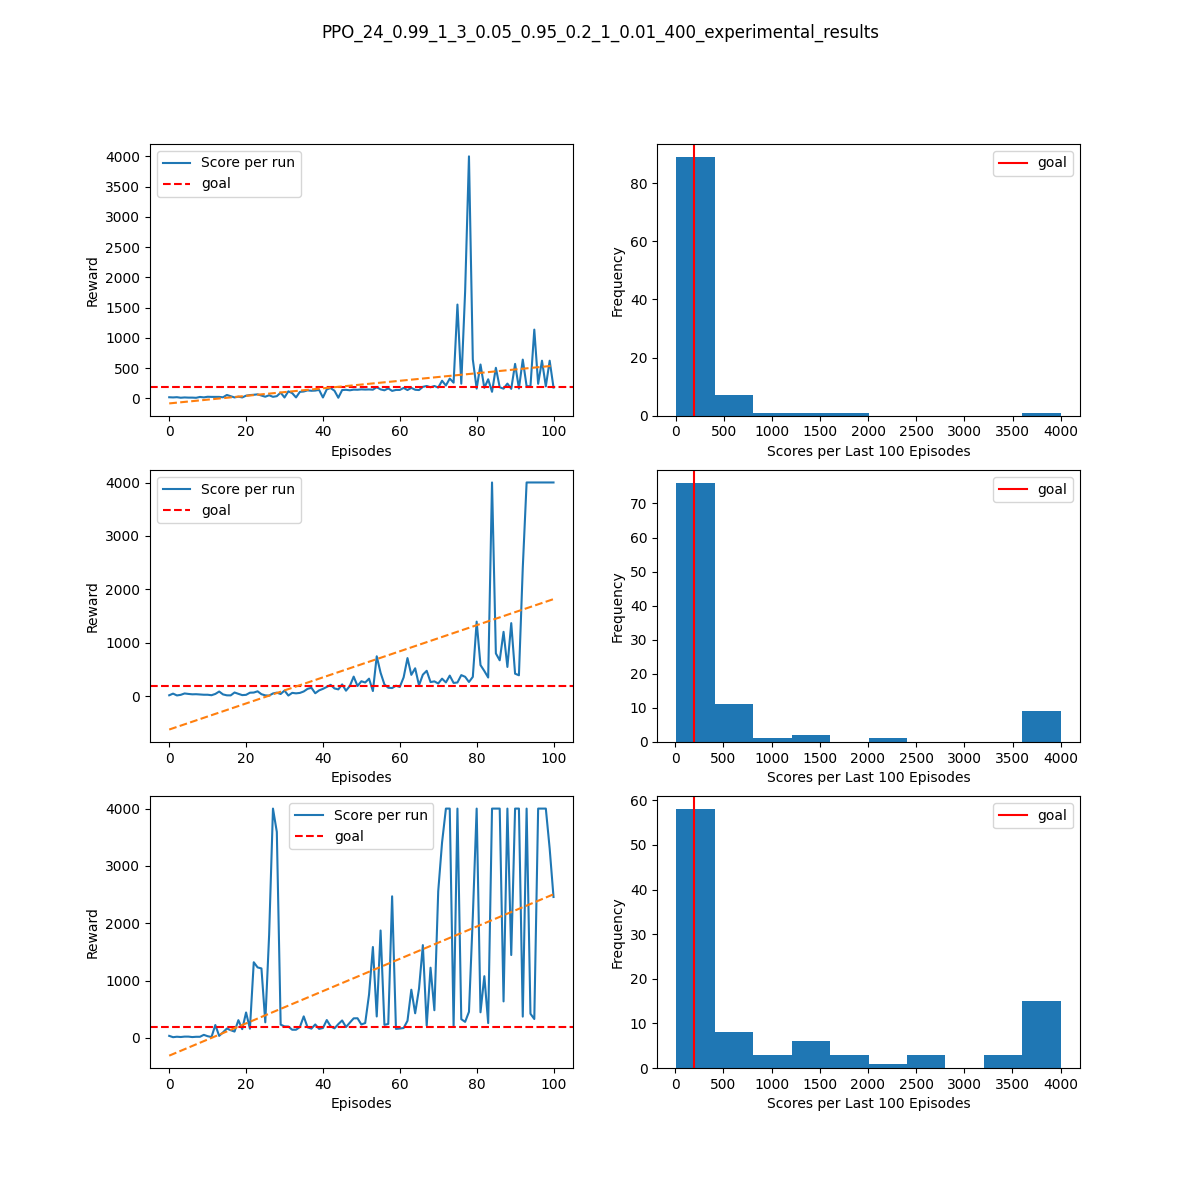 PPO_24_0.99_1_3_0.05_0.95_0.2_1_0.01_400_experimental_results
Score per run
goal
4000
3500
3000
2500
2000
1500
1000
500
0
Reward
0 20 40 60 80 100
Episodes
goal
80
60
40
20
0
Frequency
0 500 1000 1500 2000 2500 3000 3500 4000
Scores per Last 100 Episodes
Score per run
goal
4000
3000
2000
1000
0
Reward
0 20 40 60 80 100
Episodes
goal
70
60
50
40
30
20
10
0
Frequency
0 500 1000 1500 2000 2500 3000 3500 4000
Scores per Last 100 Episodes
Score per run
goal
4000
3000
2000
1000
0
Reward
0 20 40 60 80 100
Episodes
goal
60
50
40
30
20
10
0
Frequency
0 500 1000 1500 2000 2500 3000 3500 4000
Scores per Last 100 Episodes